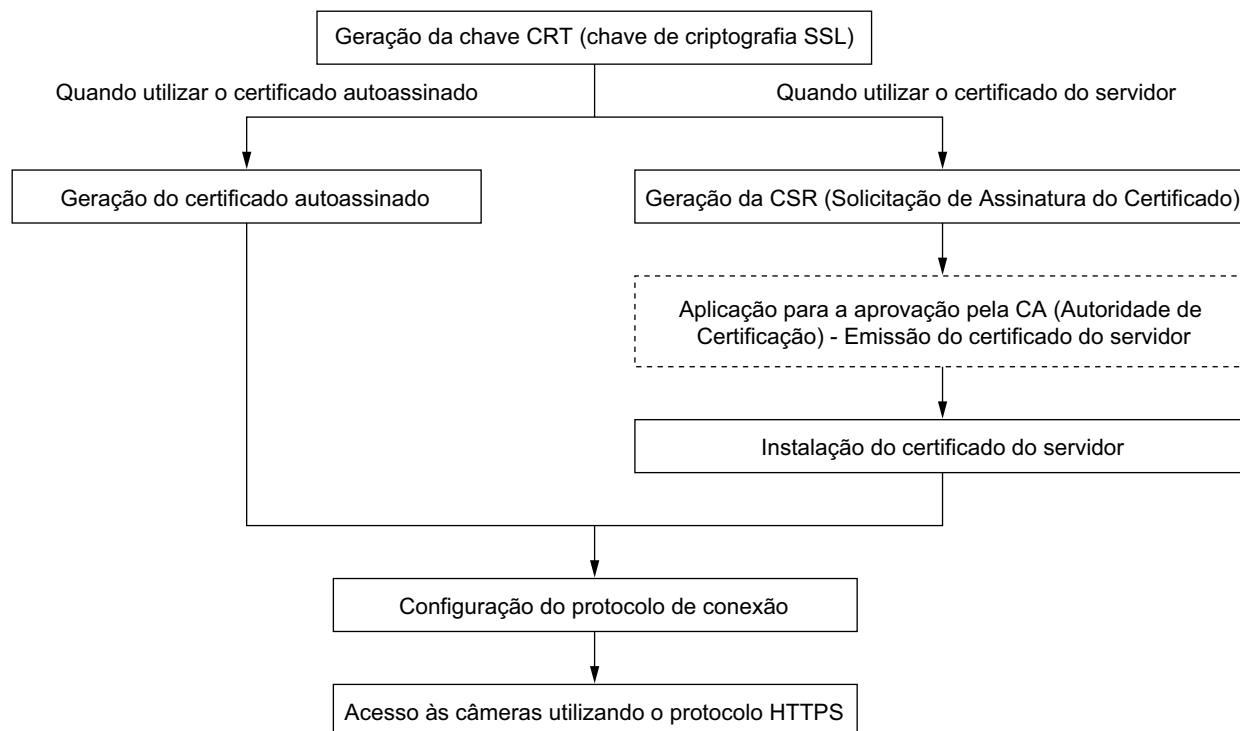 Geração da chave CRT (chave de criptografia SSL)
Quando utilizar o certificado autoassinado
Quando utilizar o certificado do servidor
Geração do certificado autoassinado
Geração da CSR (Solicitação de Assinatura do Certificado)
Aplicação para a aprovação pela CA (Autoridade de
Certificação) - Emissão do certificado do servidor
Instalação do certificado do servidor
Configuração do protocolo de conexão
Acesso às câmeras utilizando o protocolo HTTPS